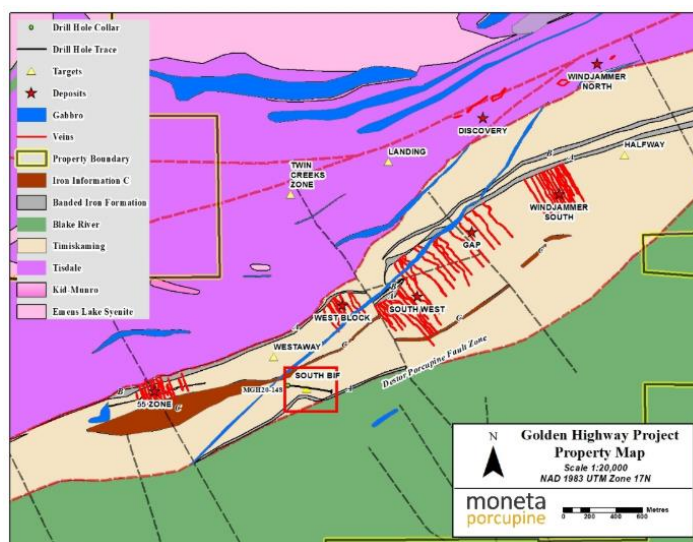 Drill Hole Collar
Drill Hole Trace
Targets
Deposits
Gabbro
Veins
Property Boundary
Iron Information C
Banded Iron Formation
Blake River
Timiskaming
Tisdale
Kid-Munro
Emens Lake Syenite
WINDJAMMER
NORTH
DISCOVERY
LANDING
TWIN
CREEKS
ZONE
HALFWAY
B
A
WINDJAMMER
SOUTH
GAP
C
B
WEST BLOCK
SOUTH WEST
C
C
WESTAWAY
SOUTH BIF
Destor Porcupine Fault Zone
B
55 ZONE
C
N
Golden Highway Project
Property Map
Scale 1:20,000
NAD 1983 UTM Zone 17N
moneta
porcupine
Metres
0
200
400
600